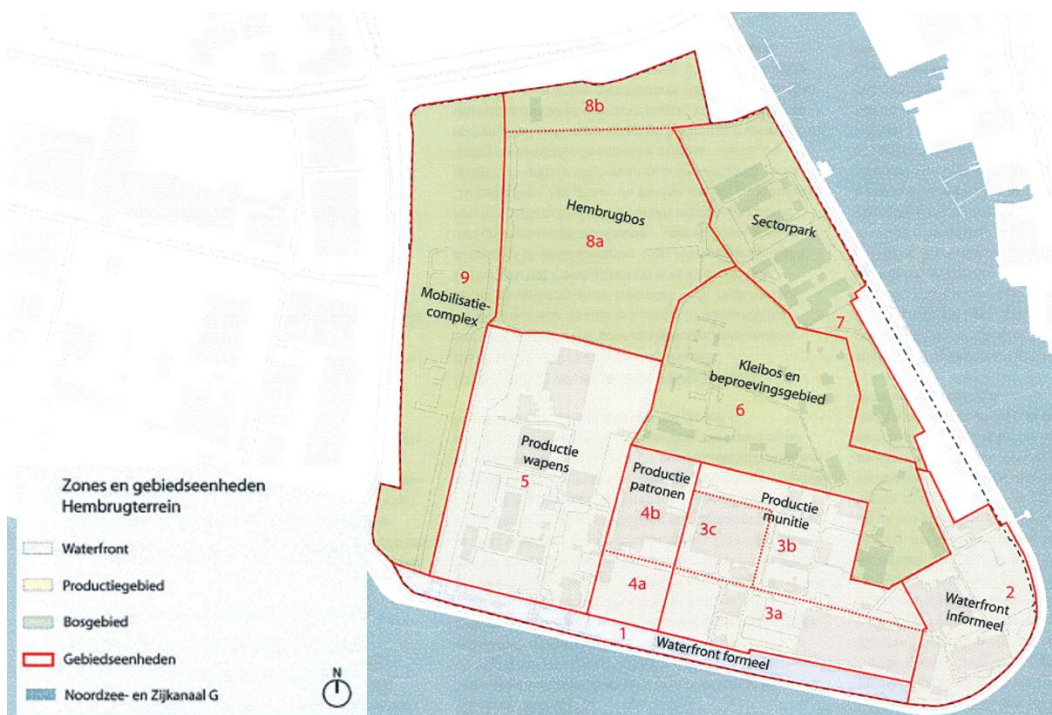 8b
Hembrugbos
8a
Sectorpark
9
Mobilisatie-
complex
7
Kleibos en
beproevingsgebied
6
Productie
wapens
5
Productie
patronen
4b
Productie
munitie
3c
3b
4a
3a
2
Waterfront
informeel
1
Waterfront formeel
Zones en gebiedseenheden
Hembrugterrein
Waterfront
Productiegebied
Bosgebied
Gebiedseenheden
Noordzee- en Zijkanaal G
N